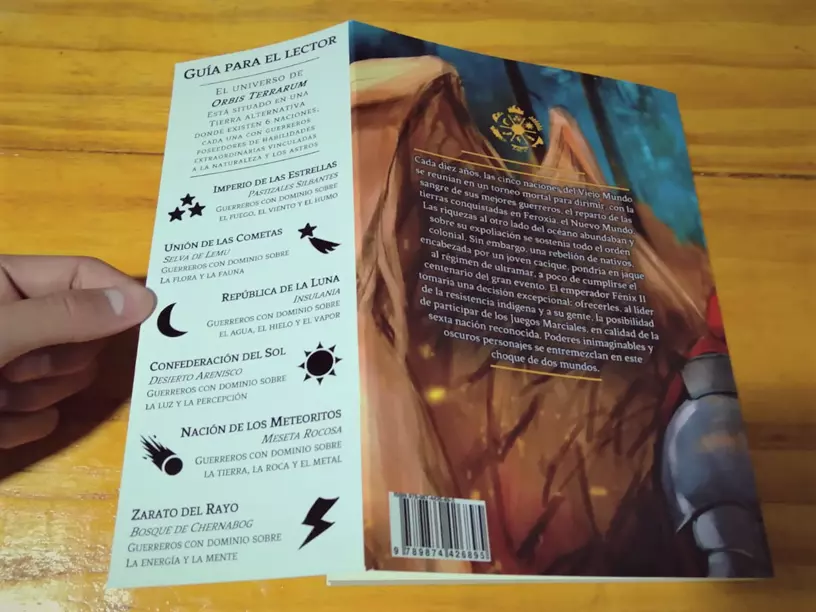 GUÍA PARA EL LECTOR
EL UNIVERSO DE
ORBIS TERRARUM
ESTÁ SITUADO EN UNA
TIERRA ALTERNATIVA
DONDE EXISTEN 6 NACIONES,
CADA UNA CON GUERREROS
POSEEDORES DE HABILIDADES
EXTRAORDINARIAS VINCULADAS
A LA NATURALEZA Y LOS ASTROS
IMPERIO DE LAS ESTRELLAS
PASTIZALES SILBANTES
GUERREROS CON DOMINIO SOBRE
EL FUEGO, EL VIENTO Y EL HUMO
UNIÓN DE LAS COMETAS
SELVA DE LEMU
GUERREROS CON DOMINIO SOBRE
LA FLORA Y LA FAUNA
REPÚBLICA DE LA LUNA
INSULANIA
GUERREROS CON DOMINIO SOBRE
EL AGUA, EL HIELO Y EL VAPOR
CONFEDERACIÓN DEL SOL
DESIERTO ARENISCO
GUERREROS CON DOMINIO SOBRE
LA LUZ Y LA PERCEPCIÓN
NACIÓN DE LOS METEORITOS
MESETA ROCOSA
GUERREROS CON DOMINIO SOBRE
LA TIERRA, LA ROCA Y EL METAL
ZARATO DEL RAYO
BOSQUE DE CHERNABOG
GUERREROS CON DOMINIO SOBRE
LA ENERGÍA Y LA MENTE
Cada diez años, las cinco naciones del Viejo Mundo
se reunían en un torneo mortal para dirimir, con la
sangre de sus mejores guerreros, el reparto de las
tierras conquistadas en Feroxia, el Nuevo Mundo.
Las riquezas al otro lado del océano abundaban y
sobre su expoliación se sostenía todo el orden
colonial. Sin embargo, una rebelión de nativos,
encabezada por un joven cacique, pondría en jaque
al régimen de ultramar, a poco de cumplirse el
centenario del gran evento. El emperador Fénix II
tomaría una decisión excepcional: ofrecerles, al líder
de la resistencia indígena y a su gente, la posibilidad
de participar de los Juegos Marciales, en calidad de la
sexta nación reconocida. Poderes inimaginables y
oscuros personajes se entremezclan en este
choque de dos mundos.
9 789874 426895